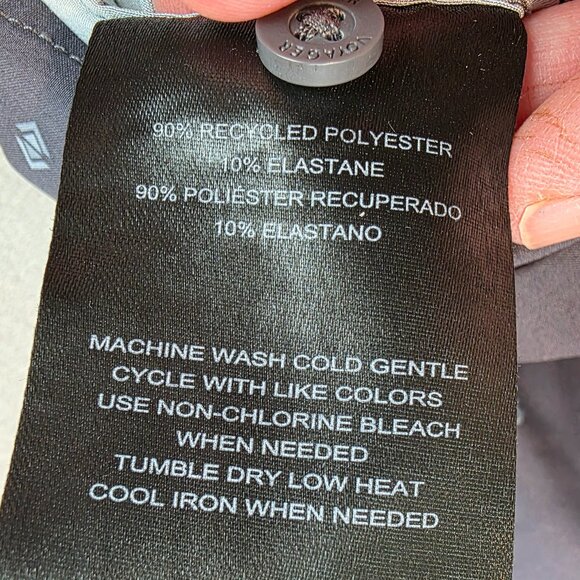 VOYAGER
90% RECYCLED POLYESTER
10% ELASTANE
90% POLIÉSTER RECUPERADO
10% ELASTANO
MACHINE WASH COLD GENTLE
CYCLE WITH LIKE COLORS
USE NON-CHLORINE BLEACH
WHEN NEEDED
TUMBLE DRY LOW HEAT
COOL IRON WHEN NEEDED